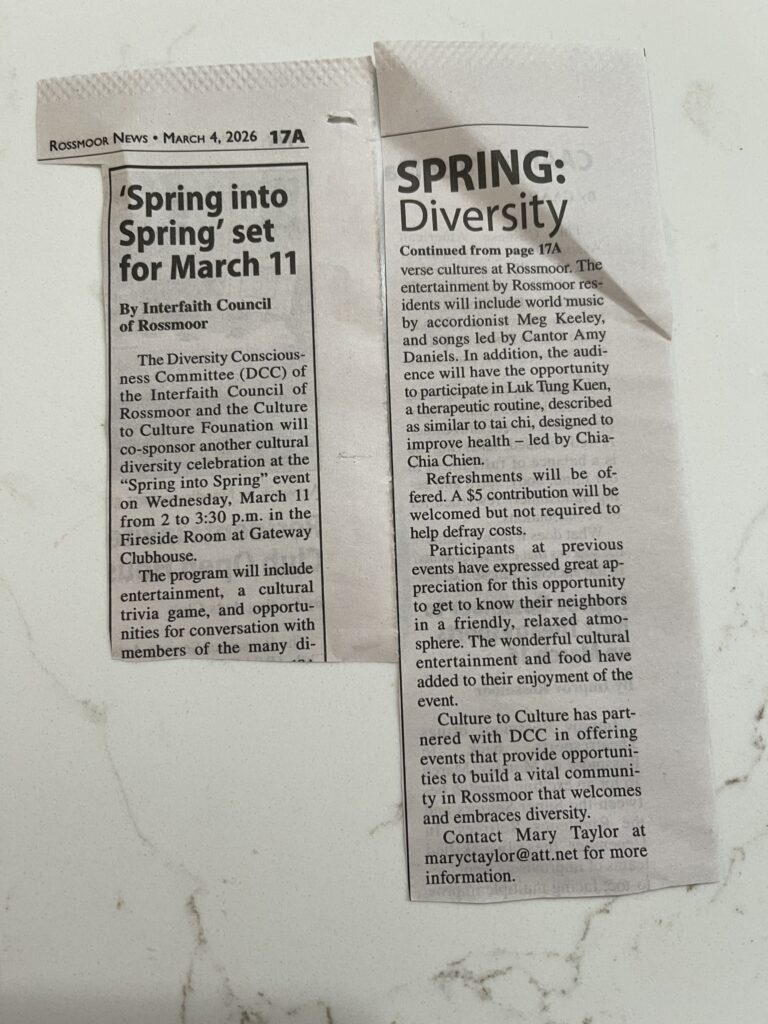 ROSSMOOR NEWS • MARCH 4, 2026 17A
'Spring into
Spring' set
for March 11
By Interfaith Council
of Rossmoor
The Diversity Conscious-
ness Committee (DCC) of
the Interfaith Council of
Rossmoor and the Culture
to Culture Founation will
co-sponsor another cultural
diversity celebration at the
“Spring into Spring” event
on Wednesday, March 11
from 2 to 3:30 p.m. in the
Fireside Room at Gateway
Clubhouse.
The program will include
entertainment, a cultural
trivia game, and opportu-
nities for conversation with
members of the many di-
SPRING:
Diversity
Continued from page 17A
verse cultures at Rossmoor. The
entertainment by Rossmoor res-
idents will include world music
by accordionist Meg Keeley,
and songs led by Cantor Amy
Daniels. In addition, the audi-
ence will have the opportunity
to participate in Luk Tung Kuen,
a therapeutic routine, described
as similar to tai chi, designed to
improve health – led by Chia-
Chia Chien.
Refreshments will be of-
fered. A $5 contribution will be
welcomed but not required to
help defray costs.
Participants at previous
events have expressed great ap-
preciation for this opportunity
to get to know their neighbors
in a friendly, relaxed atmo-
sphere. The wonderful cultural
entertainment and food have
added to their enjoyment of the
event.
Culture to Culture has part-
nered with DCC in offering
events that provide opportuni-
ties to build a vital communi-
ty in Rossmoor that welcomes
and embraces diversity.
Contact Mary Taylor at
maryctaylor@att.net for more
information.